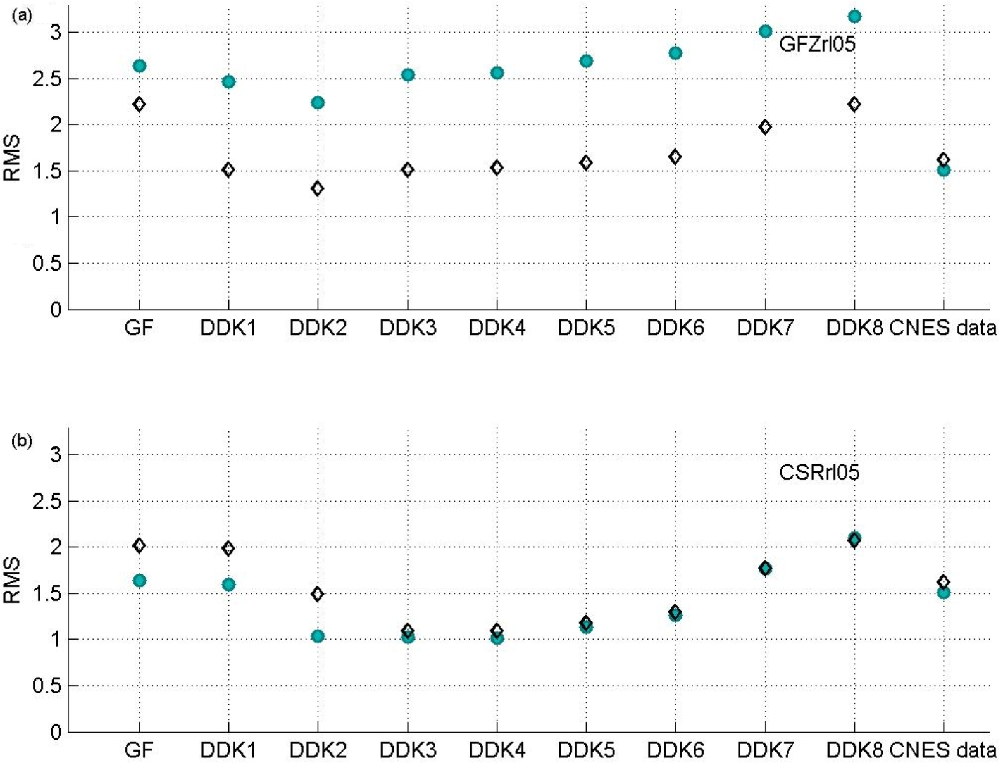 (a)
3
GFZrl05
2.5
2
RMS
1.5
1
0.5
0
GF DDK1 DDK2 DDK3 DDK4 DDK5 DDK6 DDK7 DDK8 CNES data
(b)
3
CSRrl05
2.5
2
RMS
1.5
1
0.5
0
GF DDK1 DDK2 DDK3 DDK4 DDK5 DDK6 DDK7 DDK8 CNES data